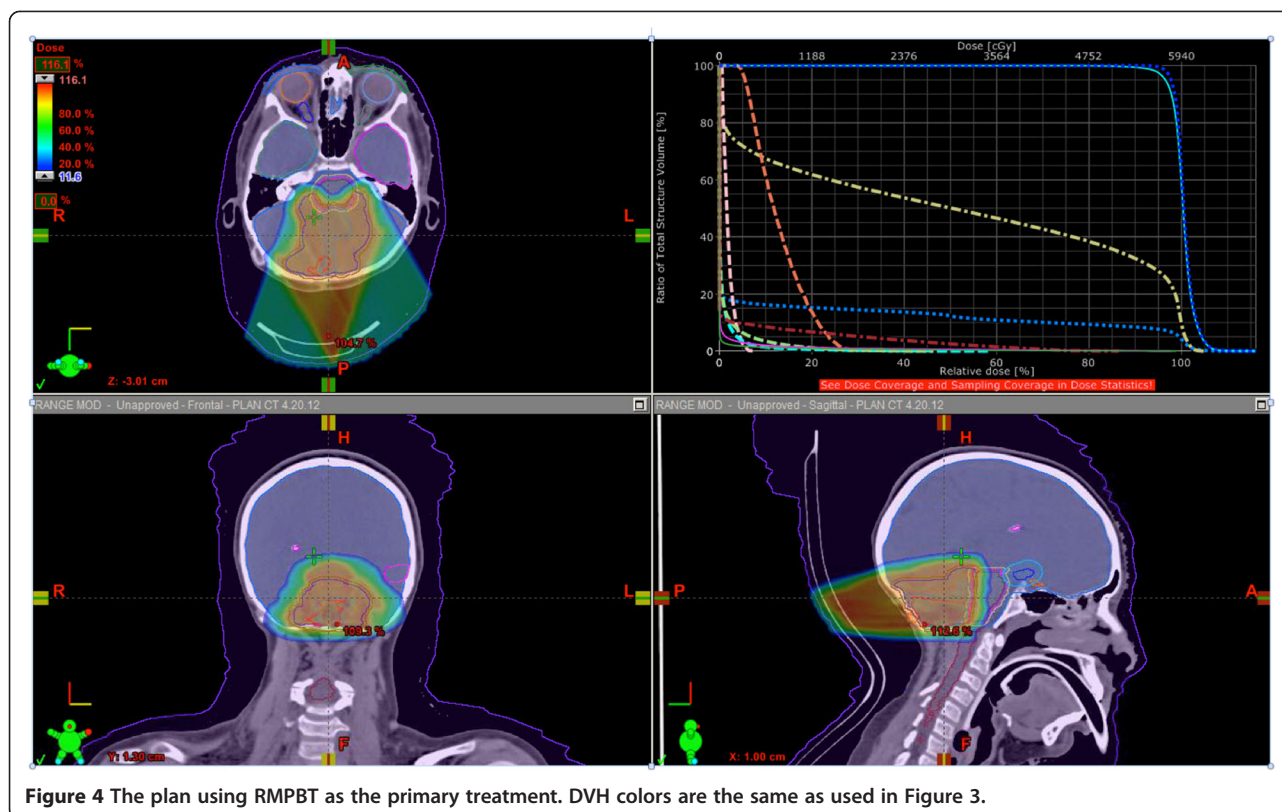 Dose
116.1 %
116.1
80.0 %
60.0 %
40.0 %
20.0 %
11.6
0.0 %
A
R
L
104.7 %
P
Z: -3.01 cm
Dose [cGy]
0 1188 2376 3564 4752 5940
Ratio of Total Structure Volume [%]
100
80
60
40
20
0
0 20 40 60 80 100
Relative dose [%]
See Dose Coverage and Sampling Coverage in Dose Statistics!
RANGE MOD - Unapproved - Frontal - PLAN CT 4.20.12
H
R
L
109.3 %
F
Y: 1.30 cm
RANGE MOD - Unapproved - Sagittal - PLAN CT 4.20.12
H
P
A
112.6 %
F
X: 1.00 cm
Figure 4 The plan using RMPBT as the primary treatment. DVH colors are the same as used in Figure 3.